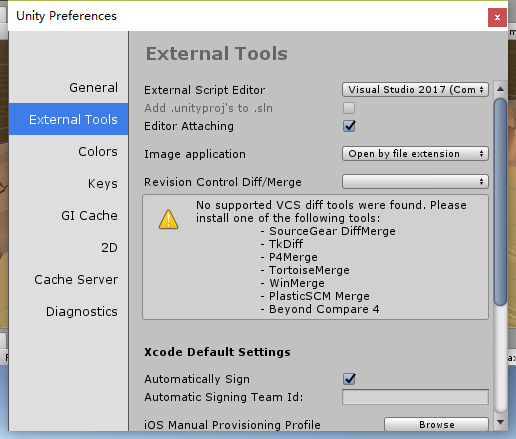 Unity Preferences
x
External Tools
General
External Tools
Colors
Keys
GI Cache
2D
Cache Server
Diagnostics
External Script Editor
Visual Studio 2017 (Com
Add .unityproj's to .sln
Editor Attaching
Image application
Open by file extension
Revision Control Diff/Merge
No supported VCS diff tools were found. Please
install one of the following tools:
- SourceGear DiffMerge
- TkDiff
- P4Merge
- TortoiseMerge
- WinMerge
- PlasticSCM Merge
- Beyond Compare 4
Xcode Default Settings
Automatically Sign
Automatic Signing Team Id:
iOS Manual Provisioning Profile
Browse